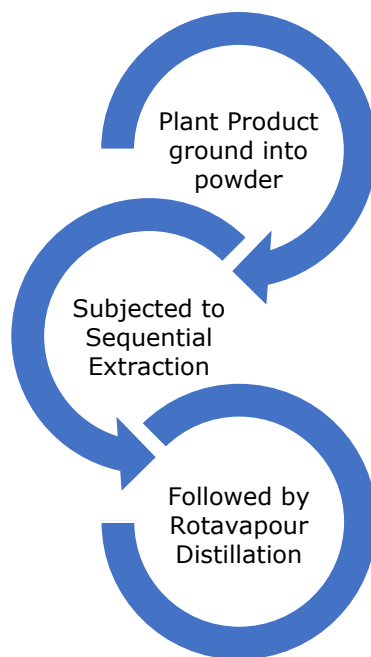 Plant Product
ground into
powder
Subjected to
Sequential
Extraction
Followed by
Rotavapour
Distillation